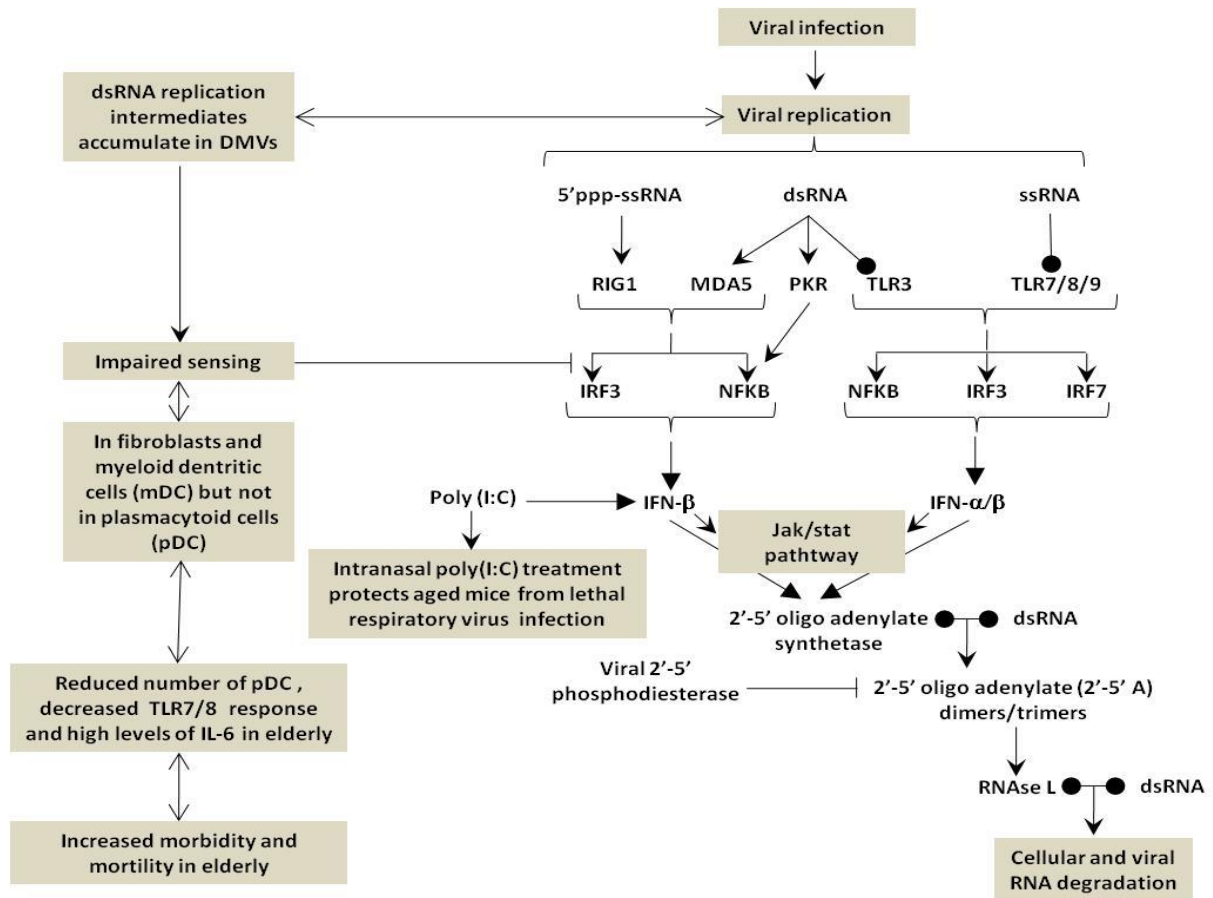 Viral infection
dsRNA replication
intermediates
accumulate in DMVs
Viral replication
5’ppp-ssRNA
dsRNA
ssRNA
RIG1
MDA5
PKR
TLR3
TLR7/8/9
Impaired sensing
IRF3
NFKB
NFKB
IRF3
IRF7
In fibroblasts and
myeloid dentritic
cells (mDC) but not
in plasmacytoid cells
(pDC)
Poly (I:C)
IFN-β
IFN-α/β
Jak/stat
pathtway
Intranasal poly(I:C) treatment
protects aged mice from lethal
respiratory virus infection
2’-5’ oligo adenylate
synthetase
dsRNA
Viral 2’-5’
phosphodiesterase
2’-5’ oligo adenylate (2’-5’ A)
dimers/trimers
Reduced number of pDC ,
decreased TLR7/8 response
and high levels of IL-6 in elderly
RNAse L
dsRNA
Increased morbidity and
mortility in elderly
Cellular and viral
RNA degradation